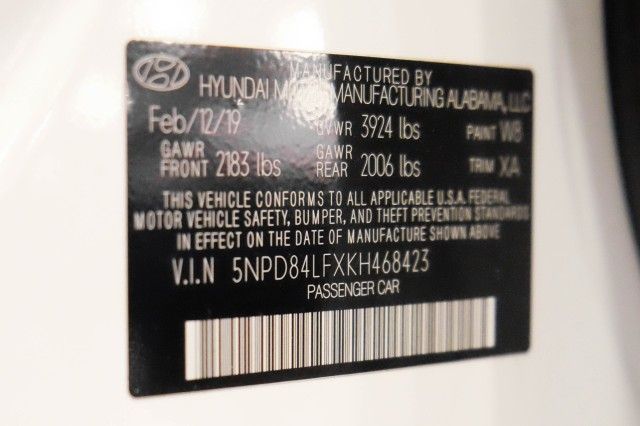 MANUFACTURED BY
HYUNDAI MOTOR MANUFACTURING ALABAMA, LLC
Feb/12/19 GVWR 3924 lbs PAINT W8
GAWR FRONT 2183 lbs GAWR REAR 2006 lbs TRIM XA
THIS VEHICLE CONFORMS TO ALL APPLICABLE U.S.A. FEDERAL
MOTOR VEHICLE SAFETY, BUMPER, AND THEFT PREVENTION STANDARDS
IN EFFECT ON THE DATE OF MANUFACTURE SHOWN ABOVE
V.I.N 5NPD84LFXKH468423
PASSENGER CAR